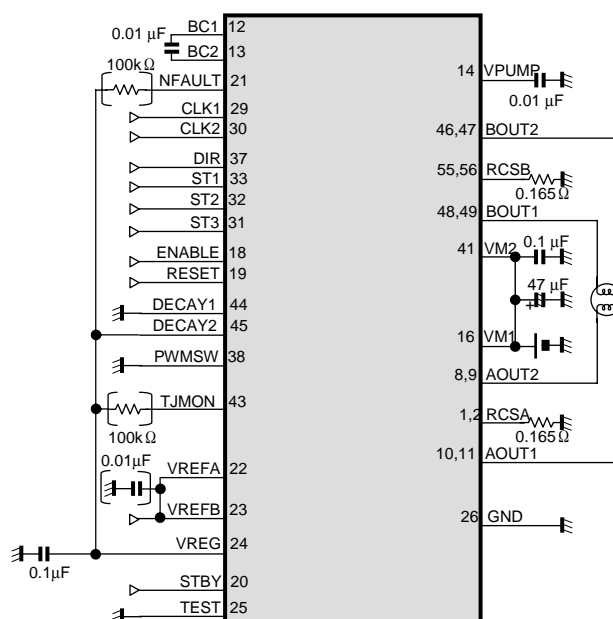 BC1 12
0.01 μF
BC2 13
100kΩ
NFAULT 21
CLK1 29
CLK2 30
DIR 37
ST1 33
ST2 32
ST3 31
ENABLE 18
RESET 19
DECAY1 44
DECAY2 45
PWMSW 38
TJMON 43
100kΩ
0.01μF
VREFA 22
VREFB 23
VREG 24
0.1μF
STBY 20
TEST 25
14 VPUMP
0.01 μF
46,47 BOUT2
55,56 RCSB
0.165Ω
48,49 BOUT1
41 VM2
0.1 μF
47 μF
+
16 VM1
8,9 AOUT2
1,2 RCSA
0.165Ω
10,11 AOUT1
26 GND